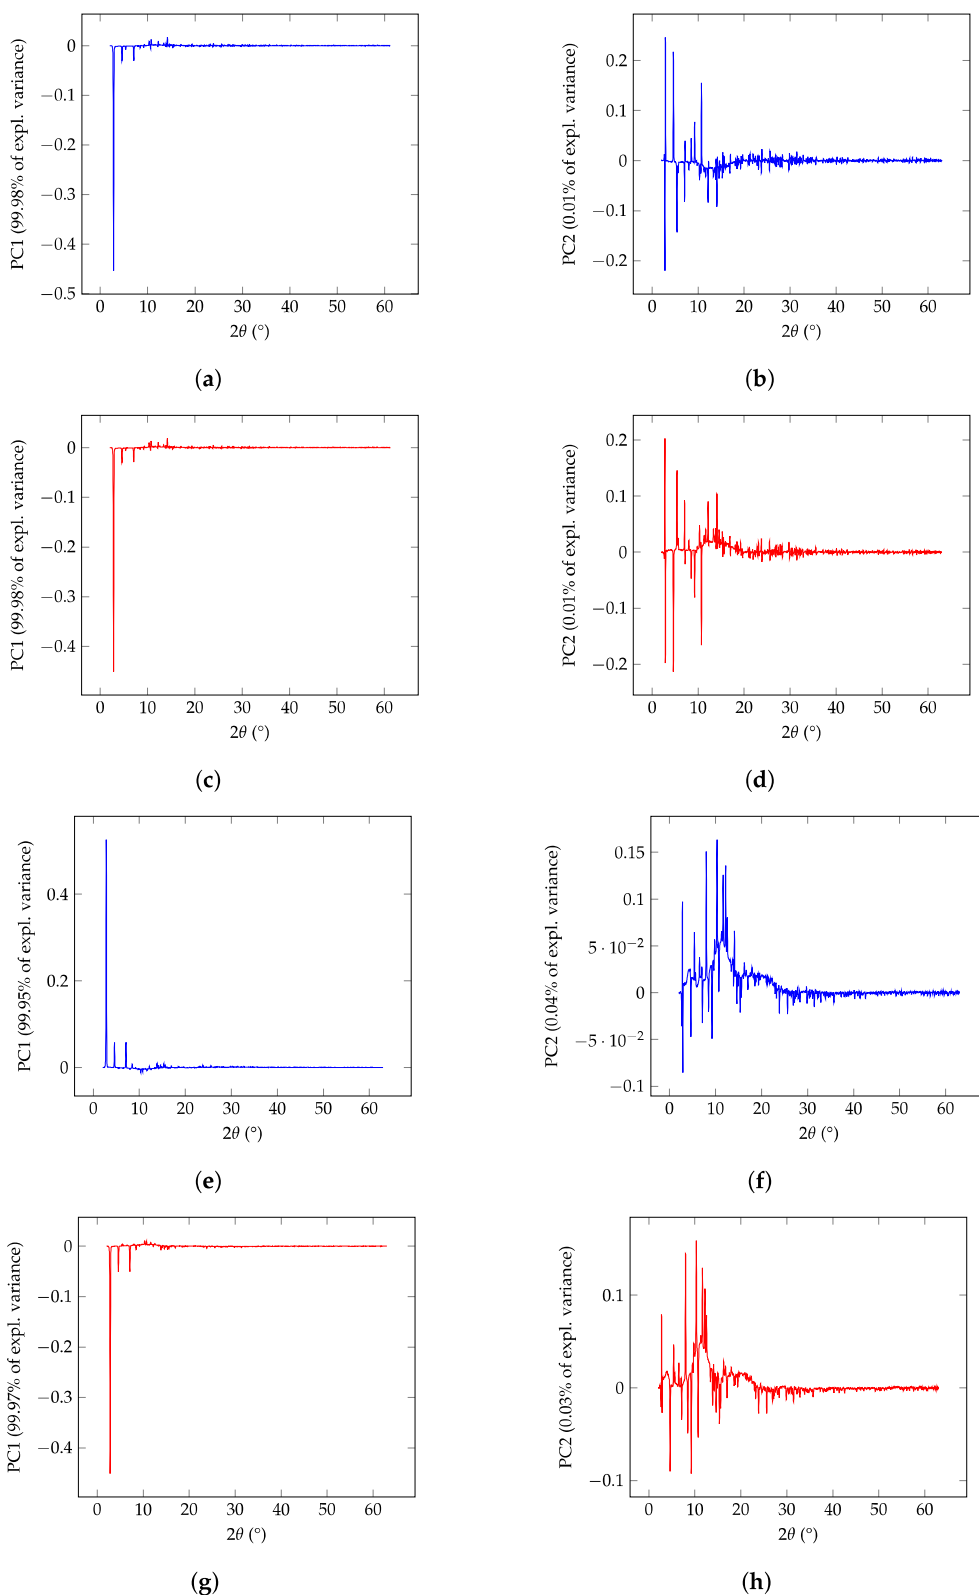 0
−0.1
−0.2
−0.3
−0.4
−0.5
PC1 (99.98% of expl. variance)
0 10 20 30 40 50 60
2θ (°)
(a)
0.2
0.1
0
−0.1
−0.2
PC2 (0.01% of expl. variance)
0 10 20 30 40 50 60
2θ (°)
(b)
0
−0.1
−0.2
−0.3
−0.4
PC1 (99.98% of expl. variance)
0 10 20 30 40 50 60
2θ (°)
(c)
0.2
0.1
0
−0.1
−0.2
PC2 (0.01% of expl. variance)
0 10 20 30 40 50 60
2θ (°)
(d)
0.4
0.2
0
PC1 (99.95% of expl. variance)
0 10 20 30 40 50 60
2θ (°)
(e)
0.15
0.1
5 · 10−2
0
−5 · 10−2
−0.1
PC2 (0.04% of expl. variance)
0 10 20 30 40 50 60
2θ (°)
(f)
0
−0.1
−0.2
−0.3
−0.4
PC1 (99.97% of expl. variance)
0 10 20 30 40 50 60
2θ (°)
(g)
0.1
0
−0.1
PC2 (0.03% of expl. variance)
0 10 20 30 40 50 60
2θ (°)
(h)